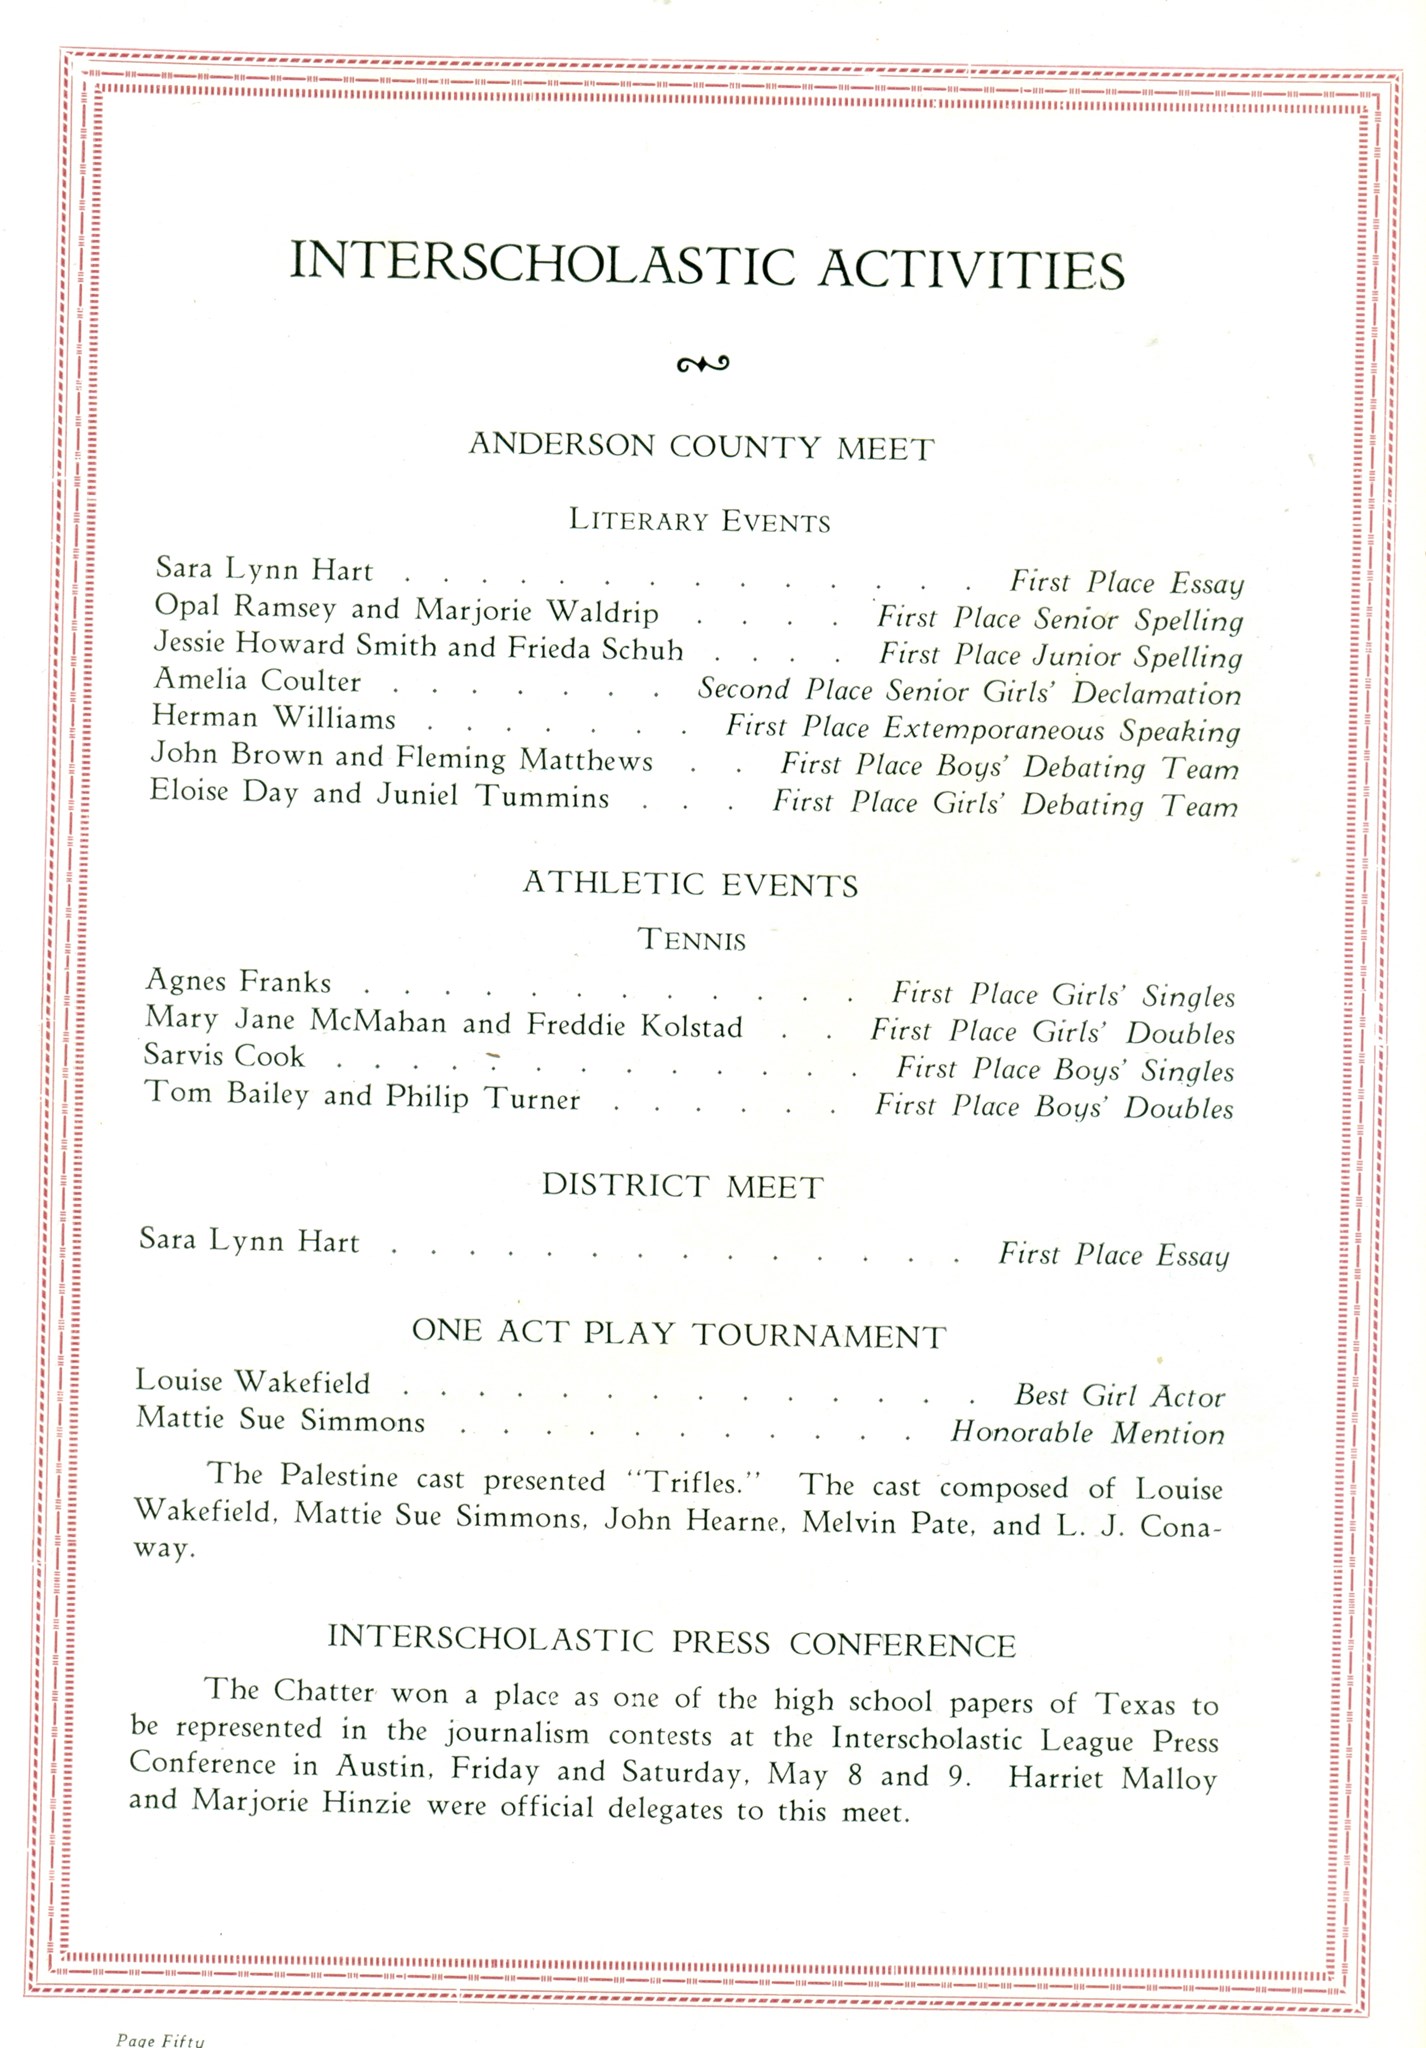 INTERSCHOLASTIC ACTIVITIES
ANDERSON COUNTY MEET
LITERARY EVENTS
Sara Lynn Hart . . . . . . . . . . . . . . First Place Essay
Opal Ramsey and Marjorie Waldrip . . . . First Place Senior Spelling
Jessie Howard Smith and Frieda Schuh . . . . First Place Junior Spelling
Amelia Coulter . . . . . . . Second Place Senior Girls' Declamation
Herman Williams . . . . . . . First Place Extemporaneous Speaking
John Brown and Fleming Matthews . . First Place Boys' Debating Team
Eloise Day and Juniel Tummins . . . First Place Girls' Debating Team
ATHLETIC EVENTS
TENNIS
Agnes Franks . . . . . . . . . . . . . First Place Girls' Singles
Mary Jane McMahan and Freddie Kolstad . . First Place Girls' Doubles
Sarvis Cook . . . . . . . . . . . . . First Place Boys' Singles
Tom Bailey and Philip Turner . . . . . . First Place Boys' Doubles
DISTRICT MEET
Sara Lynn Hart . . . . . . . . . . . . . . First Place Essay
ONE ACT PLAY TOURNAMENT
Louise Wakefield . . . . . . . . . . . . . . Best Girl Actor
Mattie Sue Simmons . . . . . . . . . . . Honorable Mention
The Palestine cast presented "Trifles." The cast composed of Louise
Wakefield, Mattie Sue Simmons, John Hearne, Melvin Pate, and L. J. Cona-
way.
INTERSCHOLASTIC PRESS CONFERENCE
The Chatter won a place as one of the high school papers of Texas to
be represented in the journalism contests at the Interscholastic League Press
Conference in Austin, Friday and Saturday, May 8 and 9. Harriet Malloy
and Marjorie Hinzie were official delegates to this meet.
Page Fifty